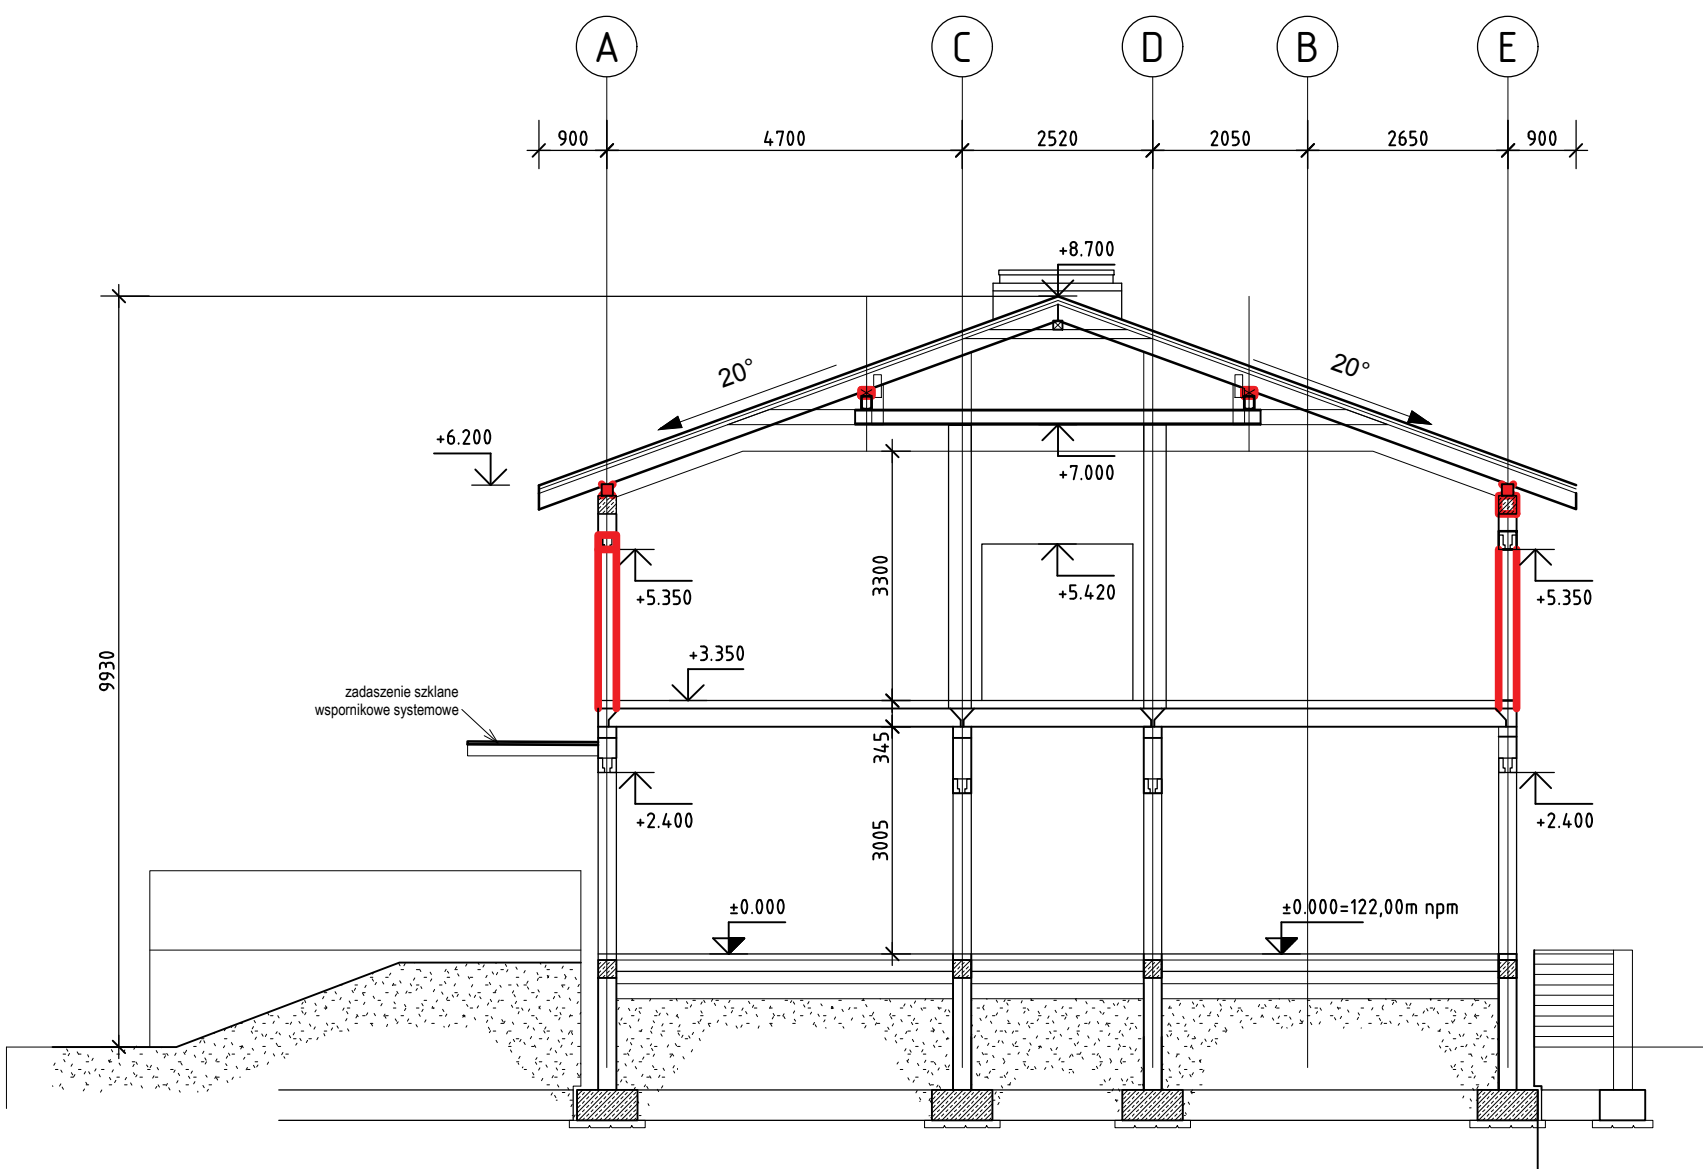 A C D B E
900 4700 2520 2050 2650 900
+8.700
20° 20°
+6.200
+7.000
3300
+5.350 +5.420 +5.350
+3.350
9930
zadaszenie szklane
wspornikowe systemowe
345
+2.400 +2.400
3005
±0.000 ±0.000=122,00m npm